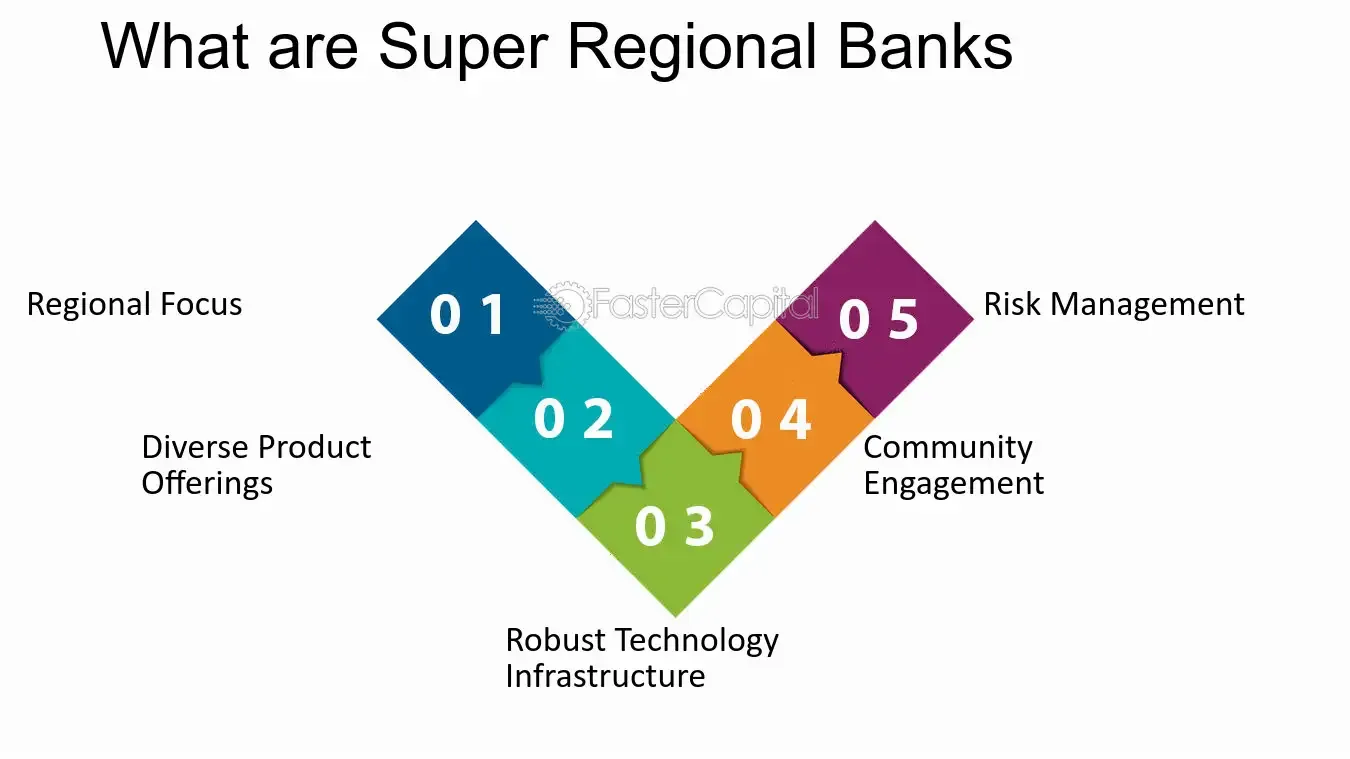 What are Super Regional Banks
Regional Focus
0 1
FasterCapital
0 5
Risk Management
Diverse Product
Offerings
0 2
0 4
Community
Engagement
0 3
Robust Technology
Infrastructure